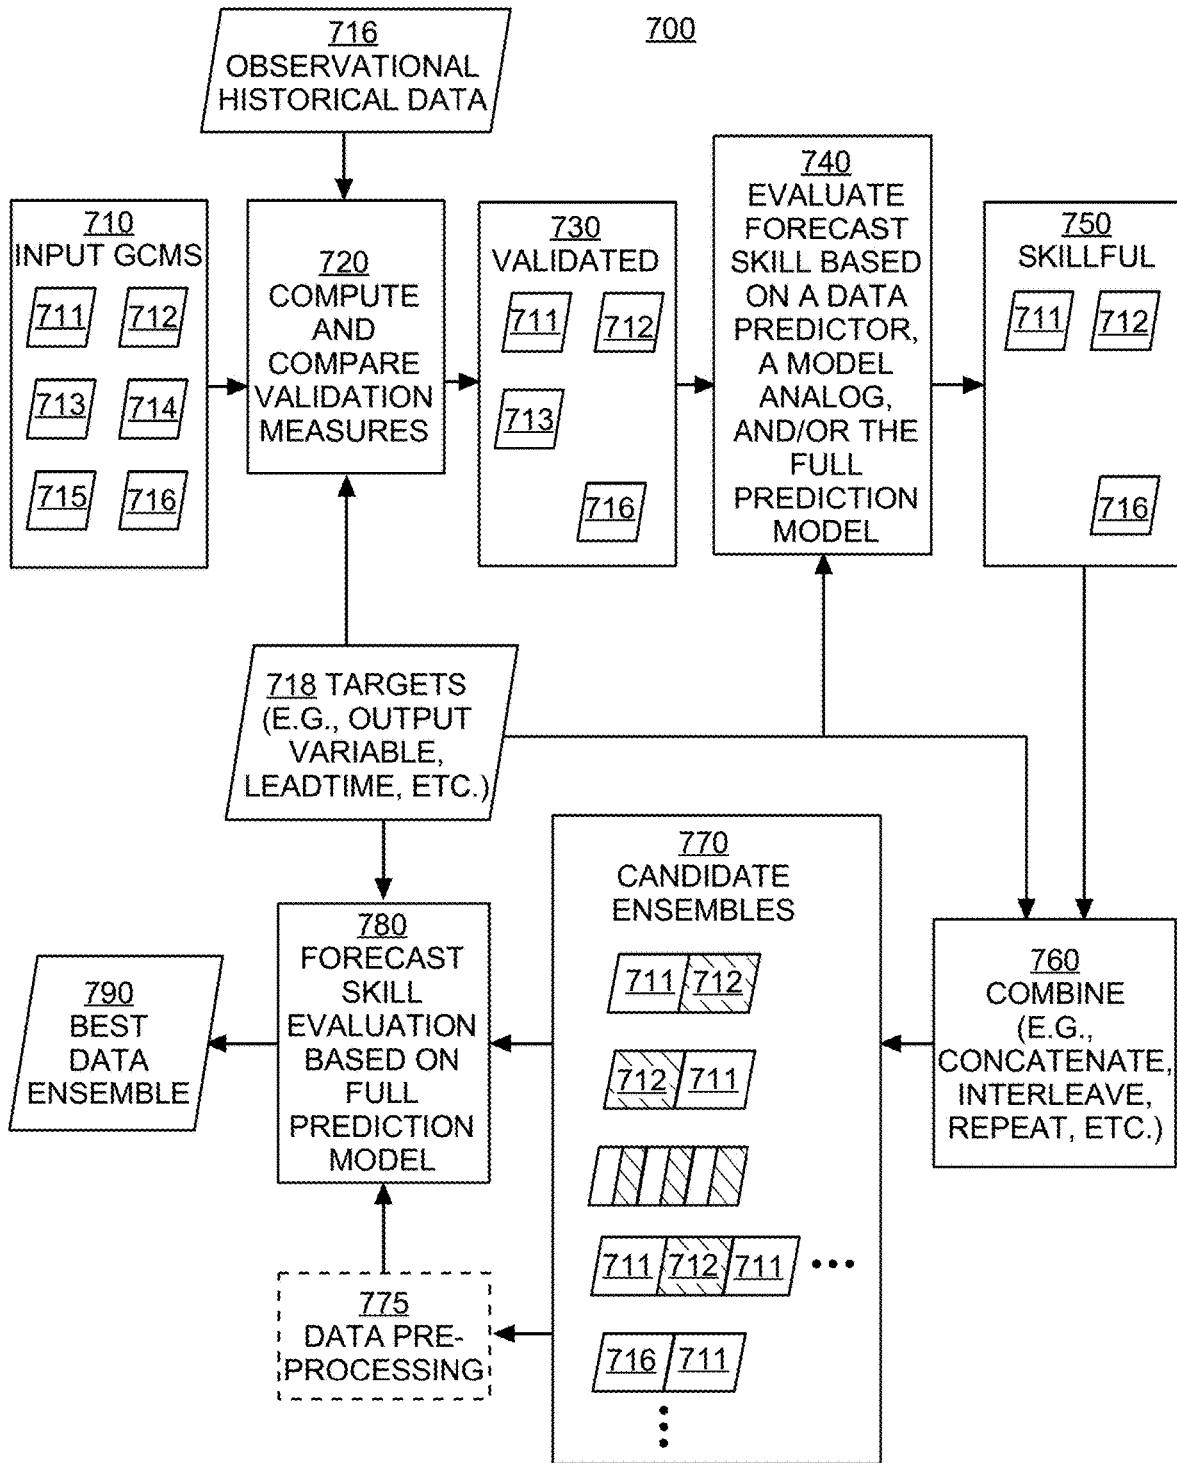 700
716
OBSERVATIONAL
HISTORICAL DATA
710
INPUT GCMS
711
712
713
714
715
716
720
COMPUTE
AND
COMPARE
VALIDATION
MEASURES
730
VALIDATED
711
712
713
716
740
EVALUATE
FORECAST
SKILL BASED
ON A DATA
PREDICTOR,
A MODEL
ANALOG,
AND/OR THE
FULL
PREDICTION
MODEL
750
SKILLFUL
711
712
716
718 TARGETS
(E.G., OUTPUT
VARIABLE,
LEADTIME, ETC.)
760
COMBINE
(E.G.,
CONCATENATE,
INTERLEAVE,
REPEAT, ETC.)
770
CANDIDATE
ENSEMBLES
711 712
712 711
711 712 711 •••
716 711
775
DATA PRE-
PROCESSING
780
FORECAST
SKILL
EVALUATION
BASED ON
FULL
PREDICTION
MODEL
790
BEST
DATA
ENSEMBLE